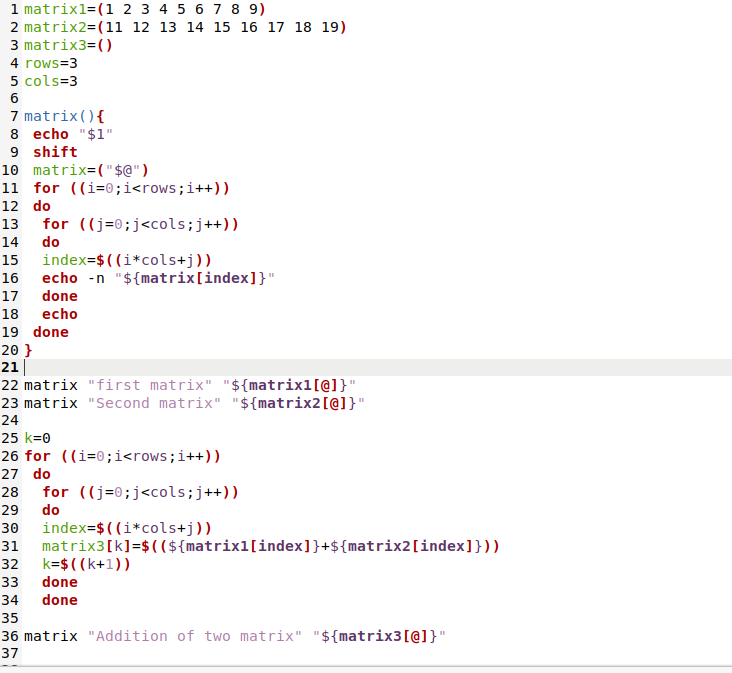 1 matrix1=(1 2 3 4 5 6 7 8 9)
2 matrix2=(11 12 13 14 15 16 17 18 19)
3 matrix3=()
4 rows=3
5 cols=3
6
7 matrix(){
8  echo "$1"
9  shift
10  matrix=("$@")
11  for ((i=0;i<rows;i++))
12  do
13   for ((j=0;j<cols;j++))
14   do
15   index=$((i*cols+j))
16   echo -n "${matrix[index]}"
17   done
18   echo
19  done
20 }
21
22 matrix "first matrix" "${matrix1[@]}"
23 matrix "Second matrix" "${matrix2[@]}"
24
25 k=0
26 for ((i=0;i<rows;i++))
27  do
28   for ((j=0;j<cols;j++))
29   do
30   index=$((i*cols+j))
31   matrix3[k]=$((${matrix1[index]}+${matrix2[index]}))
32   k=$((k+1))
33   done
34   done
35
36 matrix "Addition of two matrix" "${matrix3[@]}"
37